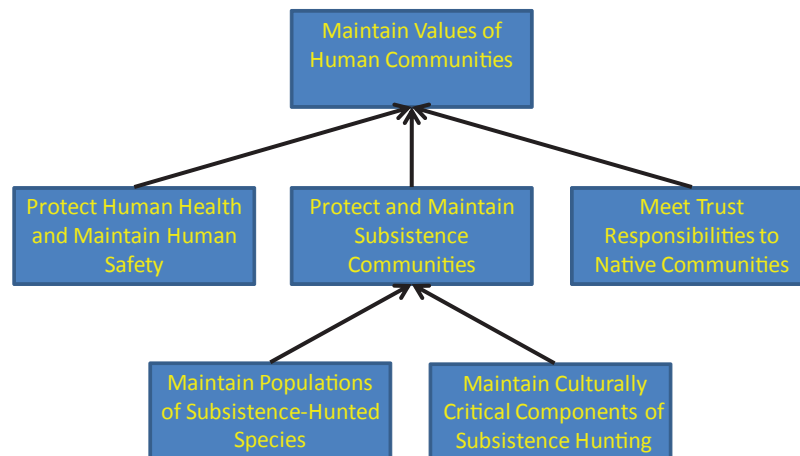 Maintain Values of
Human Communities
Protect Human Health
and Maintain Human
Safety
Protect and Maintain
Subsistence
Communities
Meet Trust
Responsibilities to
Native Communities
Maintain Populations
of Subsistence-Hunted
Species
Maintain Culturally
Critical Components of
Subsistence Hunting